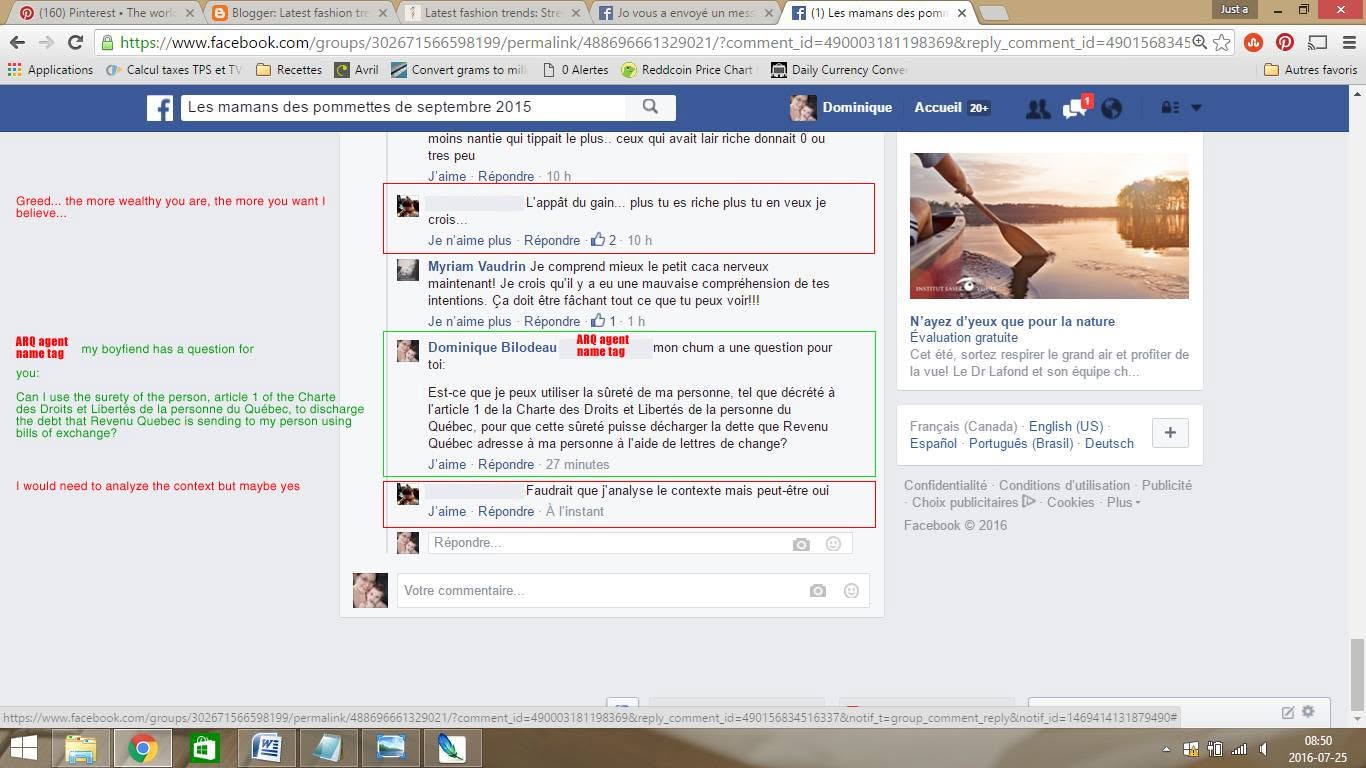 (160) Pinterest • The worl
Blogger: Latest fashion tre
Latest fashion trends: Stre
Jo vous a envoyé un mess
(1) Les mamans des pomm
Just a
https://www.facebook.com/groups/302671566598199/permalink/488696661329021/?comment_id=490003181198369&reply_comment_id=4901568345
Applications
Calcul taxes TPS et TV
Recettes
Avril
Convert grams to mill
0 Alertes
Reddcoin Price Chart
Daily Currency Conver
Autres favoris
Les mamans des pommettes de septembre 2015
Dominique
Accueil 20+
1
moins nantie qui tippait le plus.. ceux qui avait lair riche donnait 0 ou
tres peu
J'aime · Répondre · 10 h
Greed... the more wealthy you are, the more you want I
believe...
L'appât du gain... plus tu es riche plus tu en veux je
crois...
Je n'aime plus · Répondre · 2 · 10 h
Myriam Vaudrin Je comprend mieux le petit caca nerveux
maintenant! Je crois qu'il y a eu une mauvaise compréhension de tes
intentions. Ça doit être fâchant tout ce que tu peux voir!!!
Je n'aime plus · Répondre · 1 · 1 h
ARQ agent
name tag
my boyfiend has a question for
you:
Can I use the surety of the person, article 1 of the Charte
des Droits et Libertés de la personne du Québec, to discharge
the debt that Revenu Quebec is sending to my person using
bills of exchange?
Dominique Bilodeau ARQ agent name tag mon chum a une question pour
toi:
Est-ce que je peux utiliser la sûreté de ma personne, tel que décrété à
l'article 1 de la Charte des Droits et Libertés de la personne du
Québec, pour que cette sûreté puisse décharger la dette que Revenu
Québec adresse à ma personne à l'aide de lettres de change?
J'aime · Répondre · 27 minutes
I would need to analyze the context but maybe yes
Faudrait que j'analyse le contexte mais peut-être oui
J'aime · Répondre · À l'instant
Répondre...
Votre commentaire...
INSTITUT
N'ayez d'yeux que pour la nature
Évaluation gratuite
Cet été, sortez respirer le grand air et profiter de
la vue! Le Dr Lafond et son équipe ch...
Français (Canada) · English (US) ·
Español · Português (Brasil) · Deutsch
+
Confidentialité · Conditions d'utilisation · Publicité
· Choix publicitaires · Cookies · Plus
Facebook © 2016
https://www.facebook.com/groups/302671566598199/permalink/488696661329021/?comment_id=490003181198369&reply_comment_id=490156834516337&notif_t=group_comment_reply&notif_id=1469414131879490#
08:50
2016-07-25